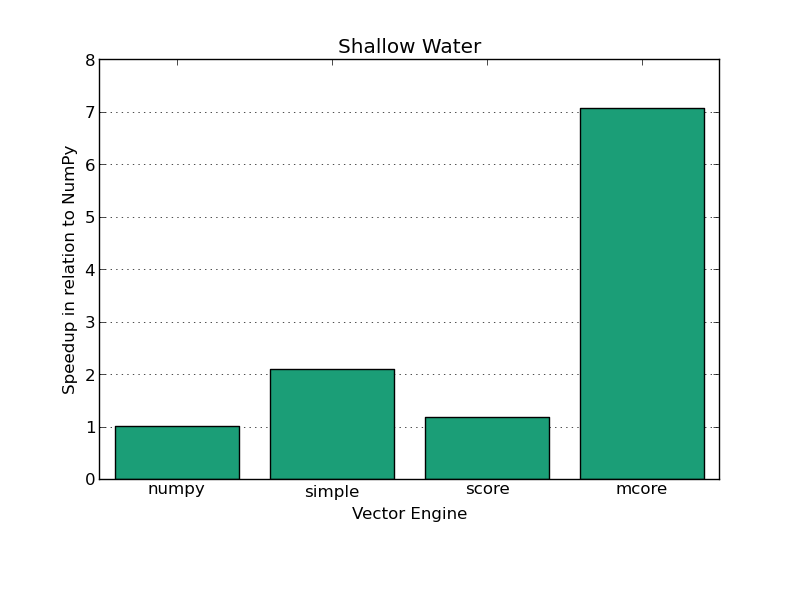 Shallow Water
8
7
6
5
4
3
2
1
0
Speedup in relation to NumPy
numpy simple score mcore
Vector Engine